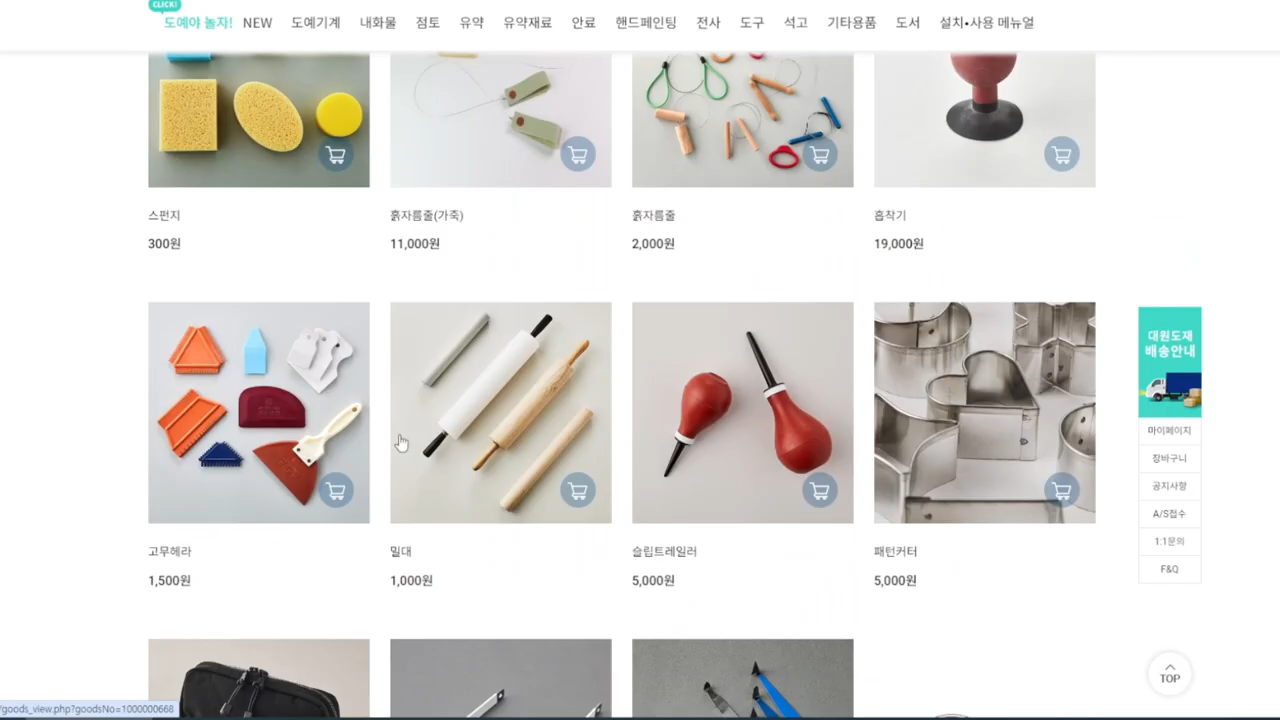 CLICK!
도예야 놀자! NEW 도예기계 내화물 점토 유약 유약재료 안료 핸드페인팅 전사 도구 석고 기타용품 도서 설치•사용 메뉴얼
스펀지 흙자름줄(가죽) 흙자름줄 흡착기
300원 11,000원 2,000원 19,000원
대원도재
배송안내
마이페이지
장바구니
공지사항
A/S접수
1:1문의
F&Q
고무헤라 밀대 슬립트레일러 패턴커터
1,500원 1,000원 5,000원 5,000원
TOP
/goods_view.php?goodsNo=1000000668